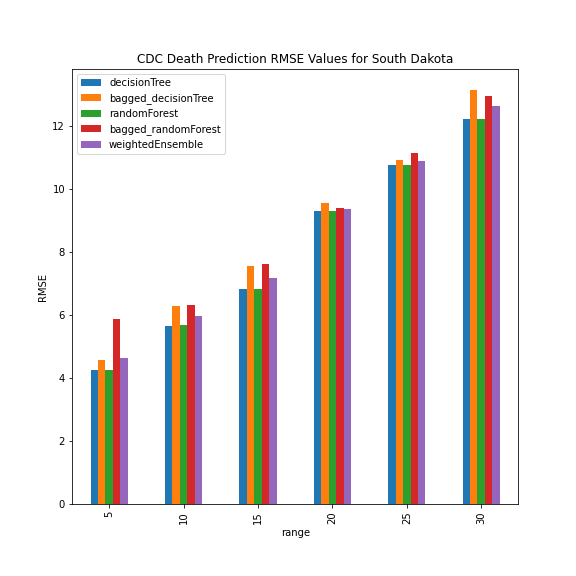 CDC Death Prediction RMSE Values for South Dakota
decisionTree
bagged_decisionTree
randomForest
bagged_randomForest
weightedEnsemble
12
10
8
6
4
2
0
RMSE
5
10
15
20
25
30
range